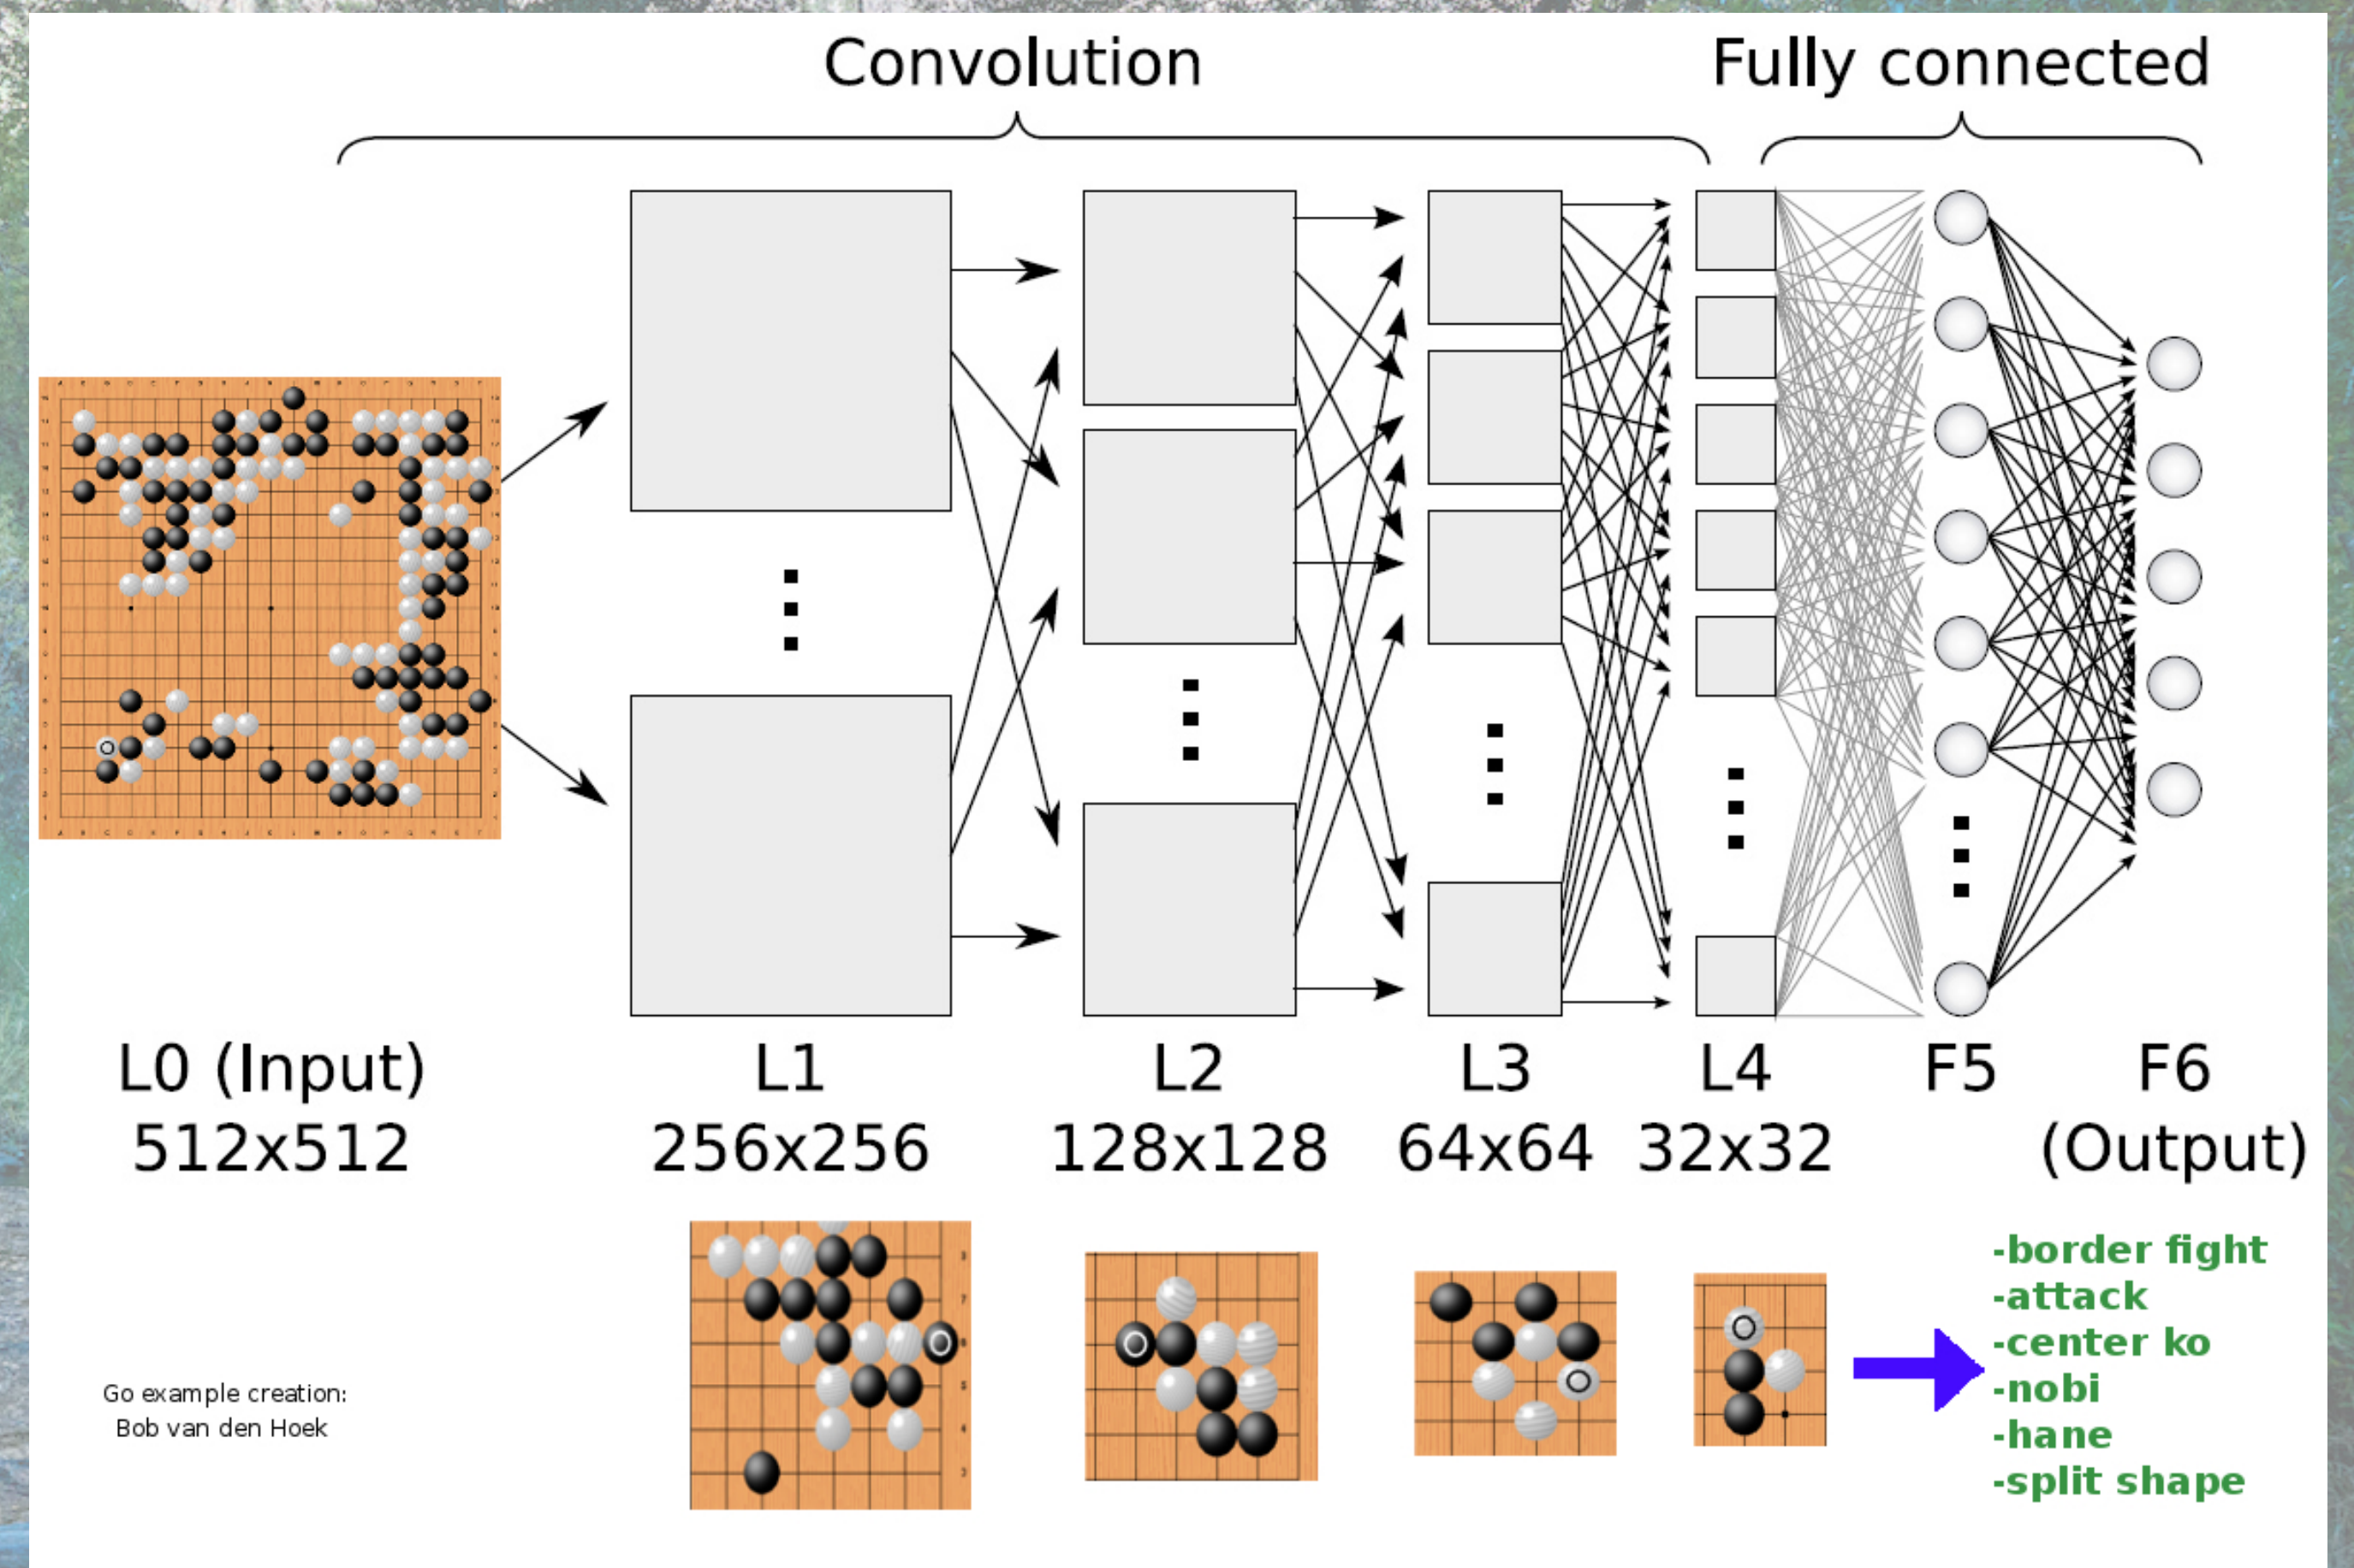 Convolution
Fully connected
L0 (Input)
512x512
L1
256x256
L2
128x128
L3
64x64
L4
32x32
F5
F6
(Output)
Go example creation:
Bob van den Hoek
-border fight
-attack
-center ko
-nobi
-hane
-split shape